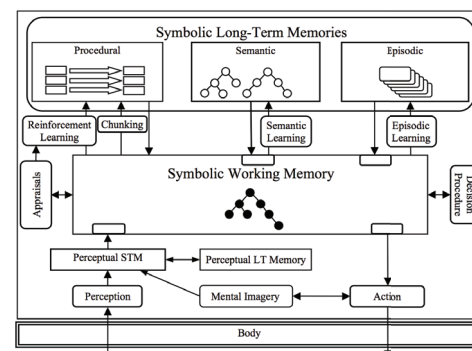 Symbolic Long-Term Memories
Procedural
Semantic
Episodic
Reinforcement
Learning
Chunking
Semantic
Learning
Episodic
Learning
Symbolic Working Memory
Appraisals
Decision
Procedure
Perceptual STM
Perceptual LT Memory
Perception
Mental Imagery
Action
Body